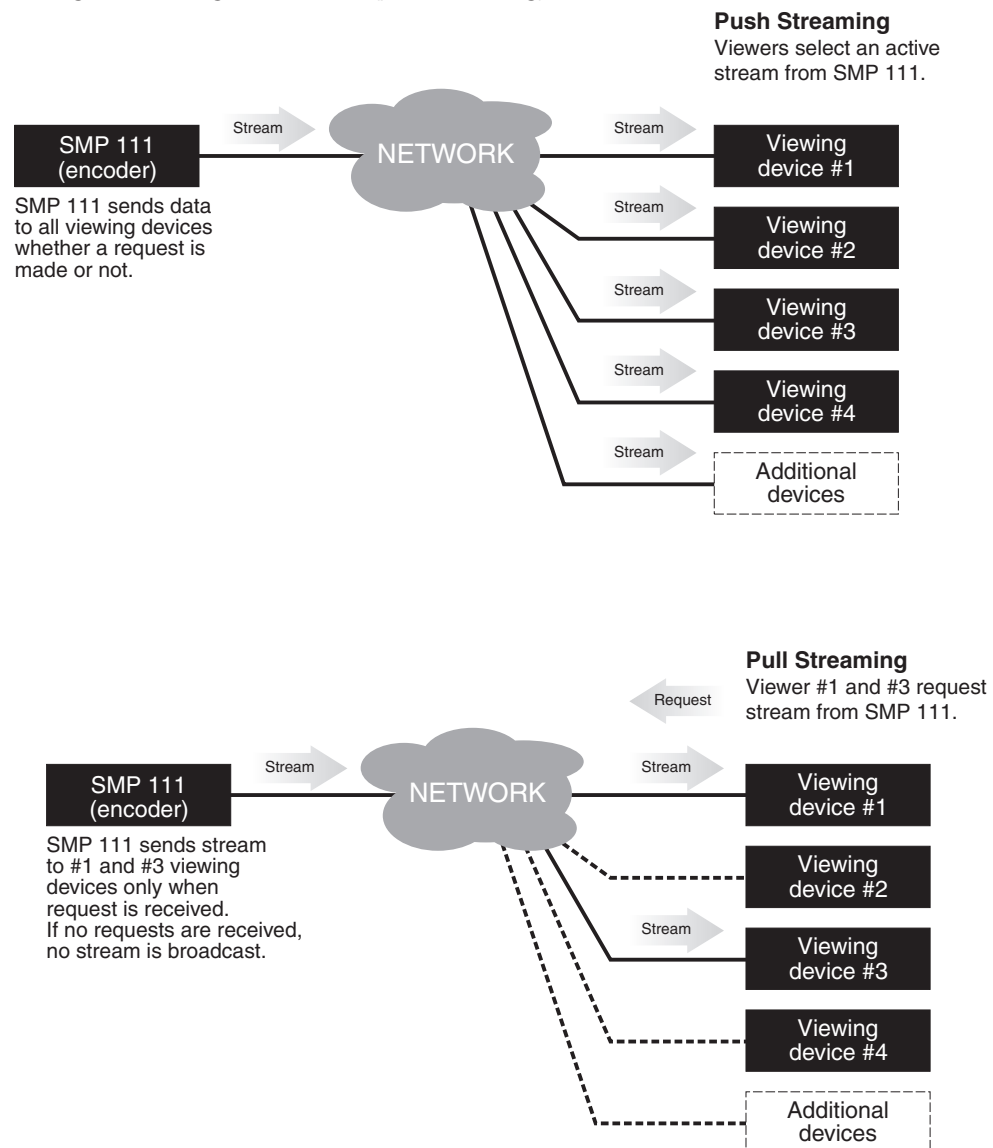 Push Streaming
Viewers select an active
stream from SMP 111.
SMP 111
(encoder)
Stream
NETWORK
Stream
Viewing
device #1
SMP 111 sends data
to all viewing devices
whether a request is
made or not.
Stream
Viewing
device #2
Stream
Viewing
device #3
Stream
Viewing
device #4
Stream
Additional
devices
Pull Streaming
Viewer #1 and #3 request
stream from SMP 111.
Request
SMP 111
(encoder)
Stream
NETWORK
Stream
Viewing
device #1
SMP 111 sends stream
to #1 and #3 viewing
devices only when
request is received.
If no requests are received,
no stream is broadcast.
Viewing
device #2
Stream
Viewing
device #3
Viewing
device #4
Additional
devices